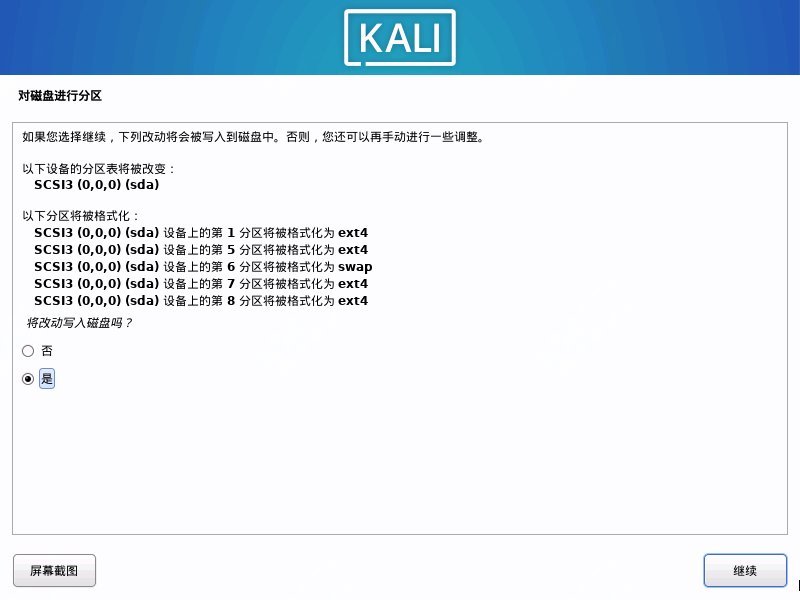 KALI
对磁盘进行分区
如果您选择继续，下列改动将会被写入到磁盘中。否则，您还可以再手动进行一些调整。
以下设备的分区表将被改变：
SCSI3 (0,0,0) (sda)
以下分区将被格式化：
SCSI3 (0,0,0) (sda) 设备上的第 1 分区将被格式化为 ext4
SCSI3 (0,0,0) (sda) 设备上的第 5 分区将被格式化为 ext4
SCSI3 (0,0,0) (sda) 设备上的第 6 分区将被格式化为 swap
SCSI3 (0,0,0) (sda) 设备上的第 7 分区将被格式化为 ext4
SCSI3 (0,0,0) (sda) 设备上的第 8 分区将被格式化为 ext4
将改动写入磁盘吗？
否
是
屏幕截图
继续